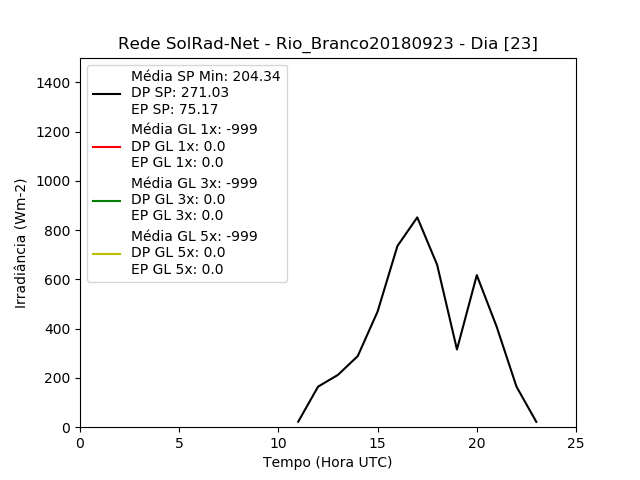 Rede SolRad-Net - Rio_Branco20180923 - Dia [23]
Média SP Min: 204.34
DP SP: 271.03
EP SP: 75.17
Média GL 1x: -999
DP GL 1x: 0.0
EP GL 1x: 0.0
Média GL 3x: -999
DP GL 3x: 0.0
EP GL 3x: 0.0
Média GL 5x: -999
DP GL 5x: 0.0
EP GL 5x: 0.0
Irradiância (Wm-2)
1400
1200
1000
800
600
400
200
0
0 5 10 15 20 25
Tempo (Hora UTC)